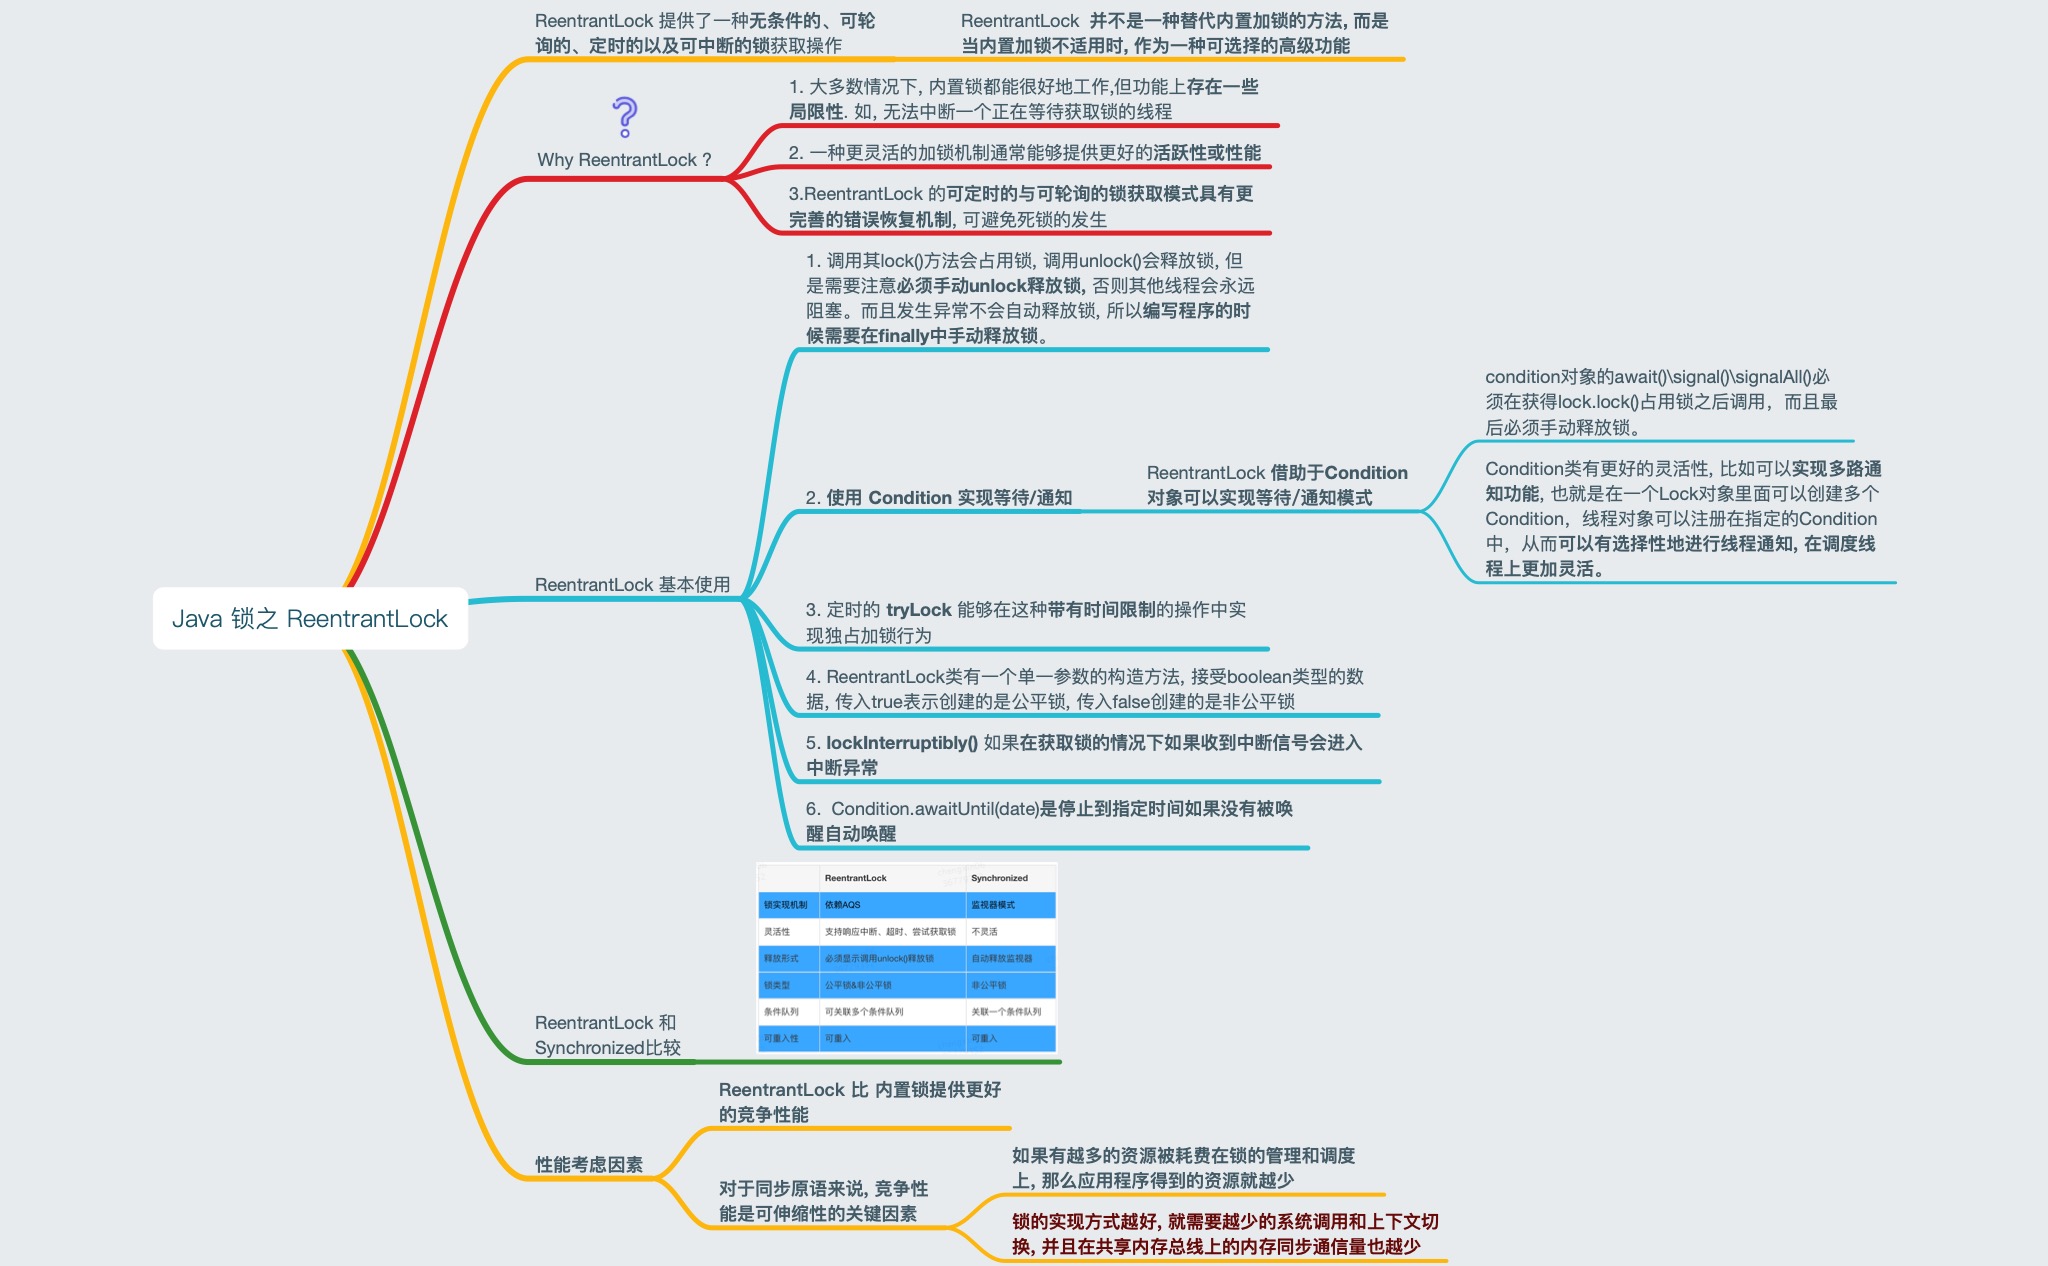 ReentrantLock 提供了一种无条件的、可轮
询的、定时的以及可中断的锁获取操作
ReentrantLock 并不是一种替代内置加锁的方法, 而是
当内置加锁不适用时, 作为一种可选择的高级功能
Why ReentrantLock ?
1. 大多数情况下, 内置锁都能很好地工作,但功能上存在一些
局限性. 如, 无法中断一个正在等待获取锁的线程
2. 一种更灵活的加锁机制通常能够提供更好的活跃性或性能
3.ReentrantLock 的可定时的与可轮询的锁获取模式具有更
完善的错误恢复机制, 可避免死锁的发生
Java 锁之 ReentrantLock
ReentrantLock 基本使用
1. 调用其lock()方法会占用锁, 调用unlock()会释放锁, 但
是需要注意必须手动unlock释放锁, 否则其他线程会永远
阻塞。而且发生异常不会自动释放锁, 所以编写程序的时
候需要在finally中手动释放锁。
2. 使用 Condition 实现等待/通知
ReentrantLock 借助于Condition
对象可以实现等待/通知模式
condition对象的await()\signal()\signalAll()必
须在获得lock.lock()占用锁之后调用，而且最
后必须手动释放锁。
Condition类有更好的灵活性, 比如可以实现多路通
知功能, 也就是在一个Lock对象里面可以创建多个
Condition，线程对象可以注册在指定的Condition
中，从而可以有选择性地进行线程通知, 在调度线
程上更加灵活。
3. 定时的 tryLock 能够在这种带有时间限制的操作中实
现独占加锁行为
4. ReentrantLock类有一个单一参数的构造方法, 接受boolean类型的数
据, 传入true表示创建的是公平锁, 传入false创建的是非公平锁
5. lockInterruptibly() 如果在获取锁的情况下如果收到中断信号会进入
中断异常
6. Condition.awaitUntil(date)是停止到指定时间如果没有被唤
醒自动唤醒
ReentrantLock 和
Synchronized比较
ReentrantLock Synchronized
锁实现机制 依赖AQS 监视器模式
灵活性 支持响应中断、超时、尝试获取锁 不灵活
释放形式 必须显示调用unlock()释放锁 自动释放监视器
锁类型 公平锁&非公平锁 非公平锁
条件队列 可关联多个条件队列 关联一个条件队列
可重入性 可重入 可重入
性能考虑因素
ReentrantLock 比 内置锁提供更好
的竞争性能
对于同步原语来说, 竞争性
能是可伸缩性的关键因素
如果有越多的资源被耗费在锁的管理和调度
上, 那么应用程序得到的资源就越少
锁的实现方式越好, 就需要越少的系统调用和上下文切
换, 并且在共享内存总线上的内存同步通信量也越少